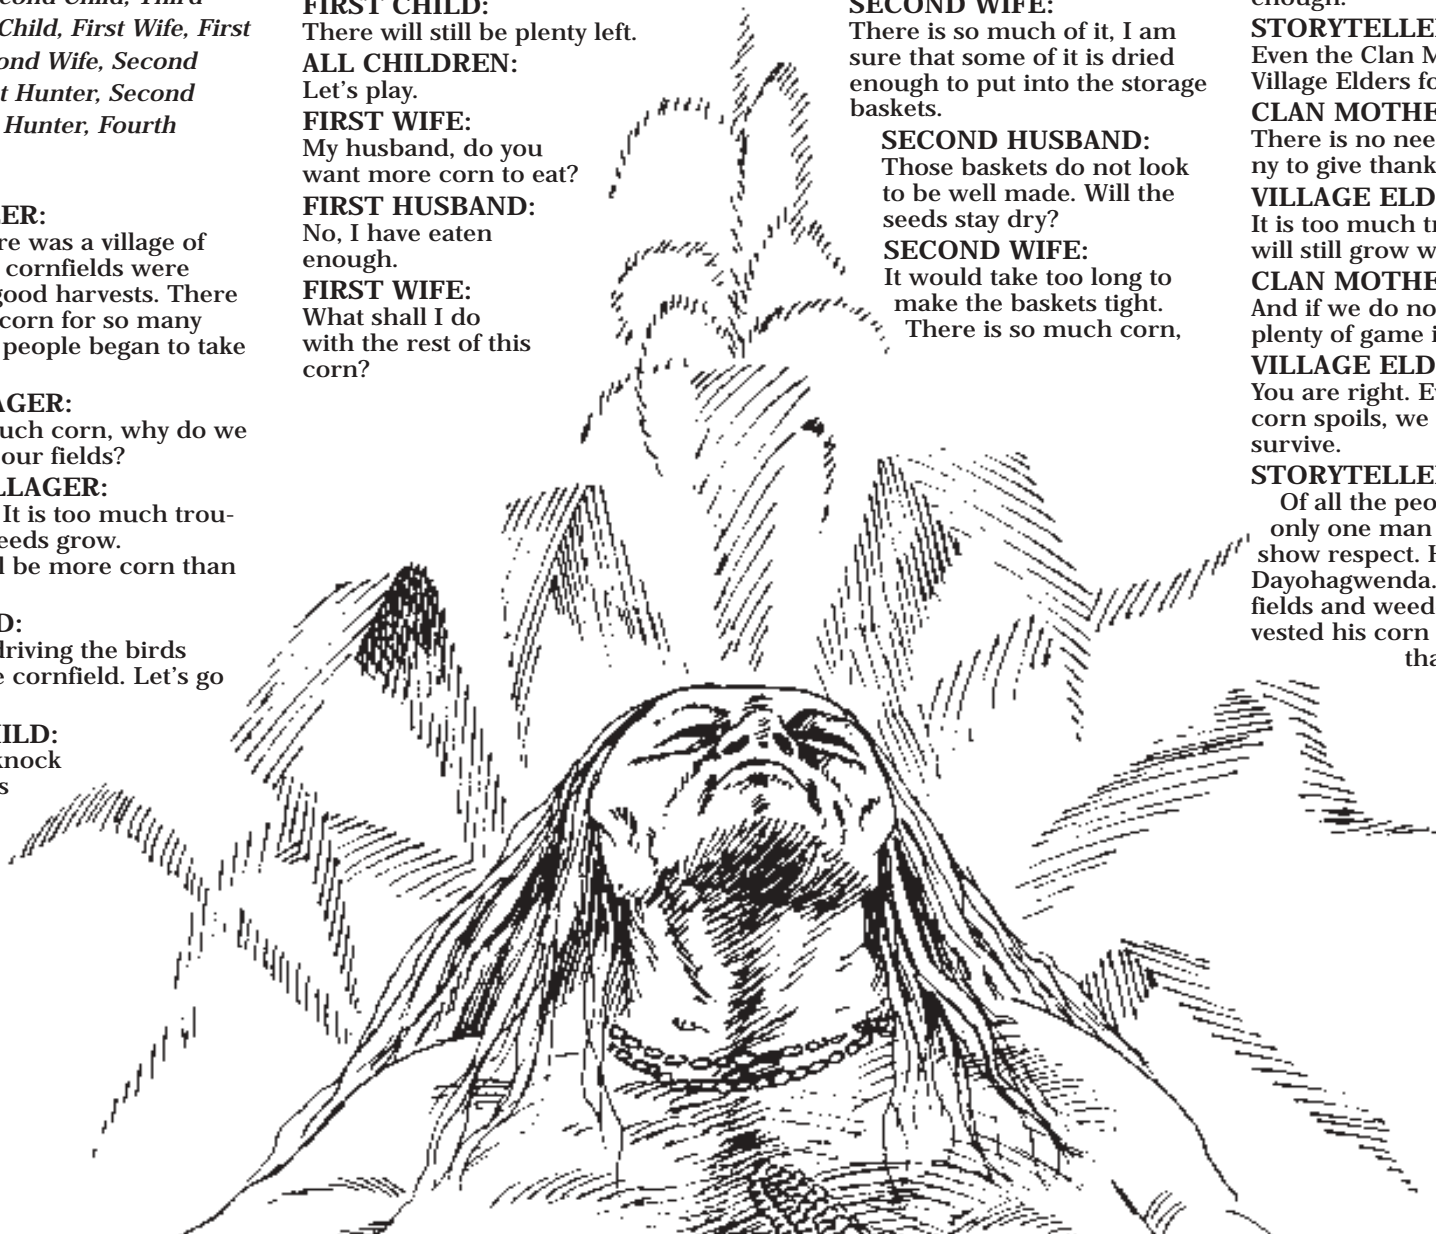 Child, First Wife, First
ond Wife, Second
t Hunter, Second
Hunter, Fourth
ER:
re was a village of
cornfields were
good harvests. There
corn for so many
people began to take
AGER:
uch corn, why do we
our fields?
LLAGER:
It is too much trou-
eeds grow.
l be more corn than
D:
driving the birds
e cornfield. Let's go
ILD:
knock
s
FIRST CHILD:
There will still be plenty left.
ALL CHILDREN:
Let's play.
FIRST WIFE:
My husband, do you
want more corn to eat?
FIRST HUSBAND:
No, I have eaten
enough.
FIRST WIFE:
What shall I do
with the rest of this
corn?
SECOND WIFE:
There is so much of it, I am
sure that some of it is dried
enough to put into the storage
baskets.
SECOND HUSBAND:
Those baskets do not look
to be well made. Will the
seeds stay dry?
SECOND WIFE:
It would take too long to
make the baskets tight.
There is so much corn,
enough.
STORYTELLE
Even the Clan M
Village Elders fo
CLAN MOTHE
There is no nee
ny to give thank
VILLAGE ELD
It is too much tr
will still grow w
CLAN MOTHE
And if we do no
plenty of game i
VILLAGE ELD
You are right. E
corn spoils, we
survive.
STORYTELLE
Of all the peo
only one man
show respect. H
Dayohagwenda.
fields and weed
vested his corn
tha